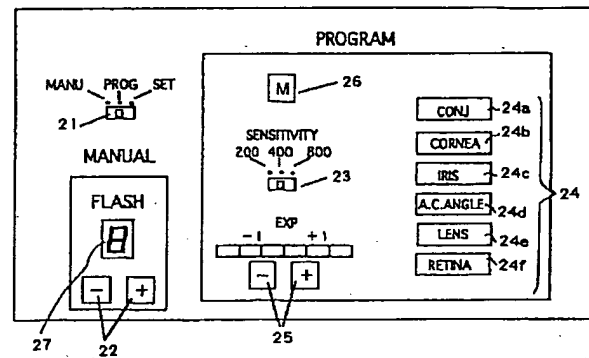 PROGRAM
MANU PROG SET
21
MANUAL
FLASH
8
- +
27
22
M
26
SENSITIVITY
200 400 800
23
EXP
-1 +1
- +
25
CONJ 24a
CORNEA 24b
IRIS 24c
A.C.ANGLE 24d
LENS 24e
RETINA 24f
24